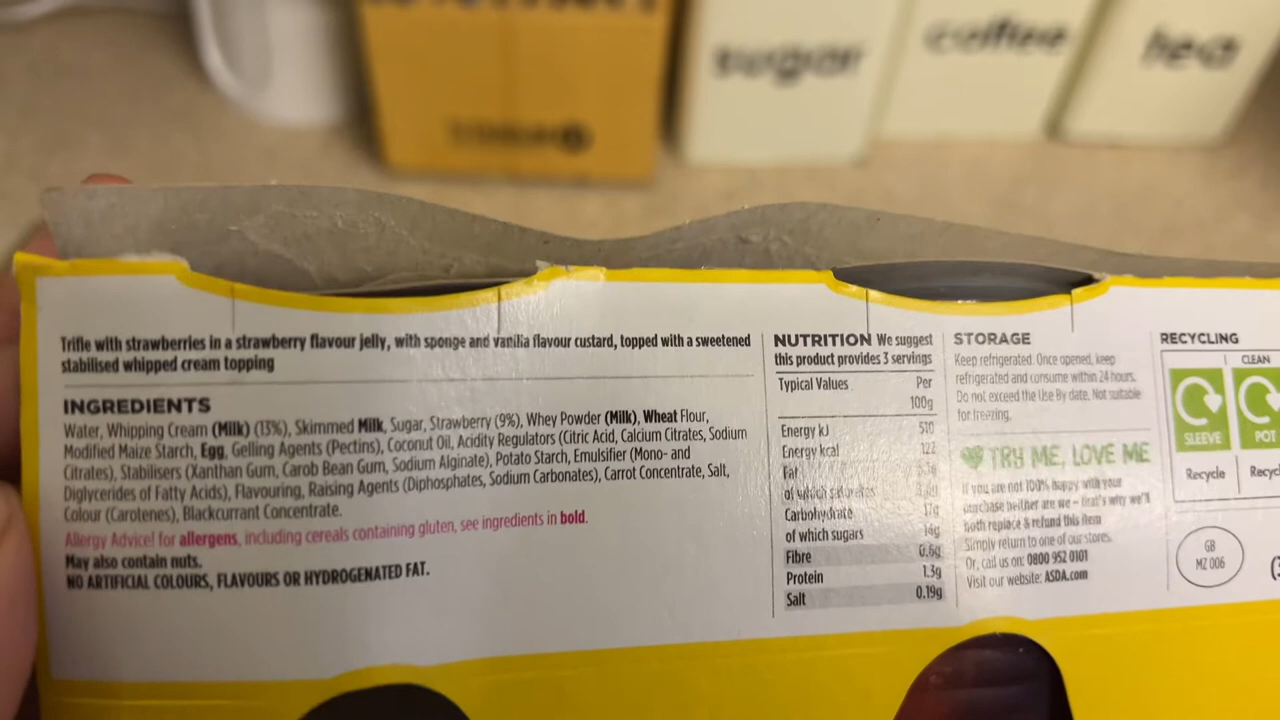 sugar
coffee
tea
Trifle with strawberries in a strawberry flavour jelly, with sponge and vanilla flavour custard, topped with a sweetened
stabilised whipped cream topping
INGREDIENTS
Water, Whipping Cream (Milk) (13%), Skimmed Milk, Sugar, Strawberry (9%), Whey Powder (Milk), Wheat Flour,
Modified Maize Starch, Egg, Gelling Agents (Pectins), Coconut Oil, Acidity Regulators (Citric Acid, Calcium Citrates, Sodium
Citrates), Stabilisers (Xanthan Gum, Carob Bean Gum, Sodium Alginate), Potato Starch, Emulsifier (Mono- and
Diglycerides of Fatty Acids), Flavouring, Raising Agents (Diphosphates, Sodium Carbonates), Carrot Concentrate, Salt,
Colour (Carotenes), Blackcurrant Concentrate.
Allergy Advice! for allergens, including cereals containing gluten, see ingredients in bold.
May also contain nuts.
NO ARTIFICIAL COLOURS, FLAVOURS OR HYDROGENATED FAT.
NUTRITION We suggest
this product provides 3 servings
Typical Values Per
100g
Energy kJ 510
Energy kcal 122
Fat
of which saturates
Carbohydrate 17g
of which sugars 14g
Fibre 0.6g
Protein 1.3g
Salt 0.19g
STORAGE
Keep refrigerated. Once opened, keep
refrigerated and consume within 24 hours.
Do not exceed the Use By date. Not suitable
for freezing.
TRY ME, LOVE ME
If you are not 100% happy with your
purchase neither are we – that's why we'll
both replace & refund this item
Simply return to one of our stores.
Or, call us on: 0800 952 0101
Visit our website: ASDA.com
RECYCLING
CLEAN
SLEEVE POT
Recycle Recycl
GB
MZ 006